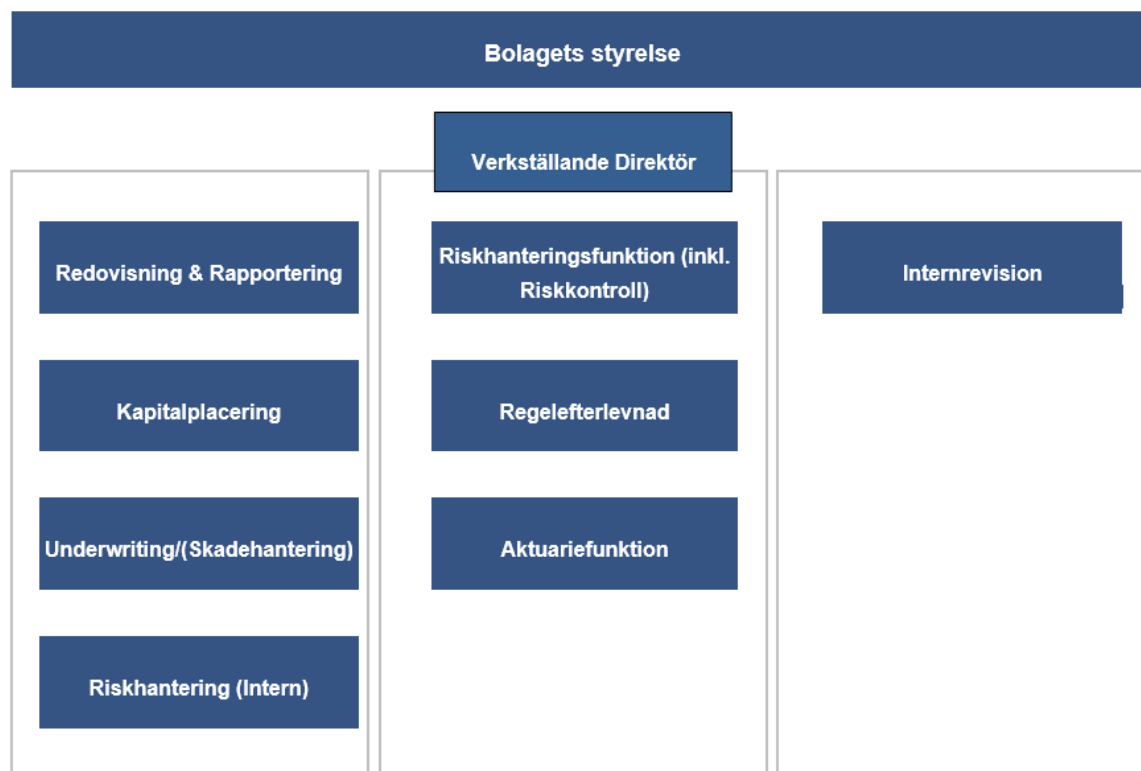 Bolagets styrelse
Verkställande Direktör
Redovisning & Rapportering
Kapitalplacering
Underwriting/(Skadehantering)
Riskhantering (Intern)
Riskhanteringsfunktion (inkl.
Riskkontroll)
Regelefterlevnad
Aktuariefunktion
Internrevision